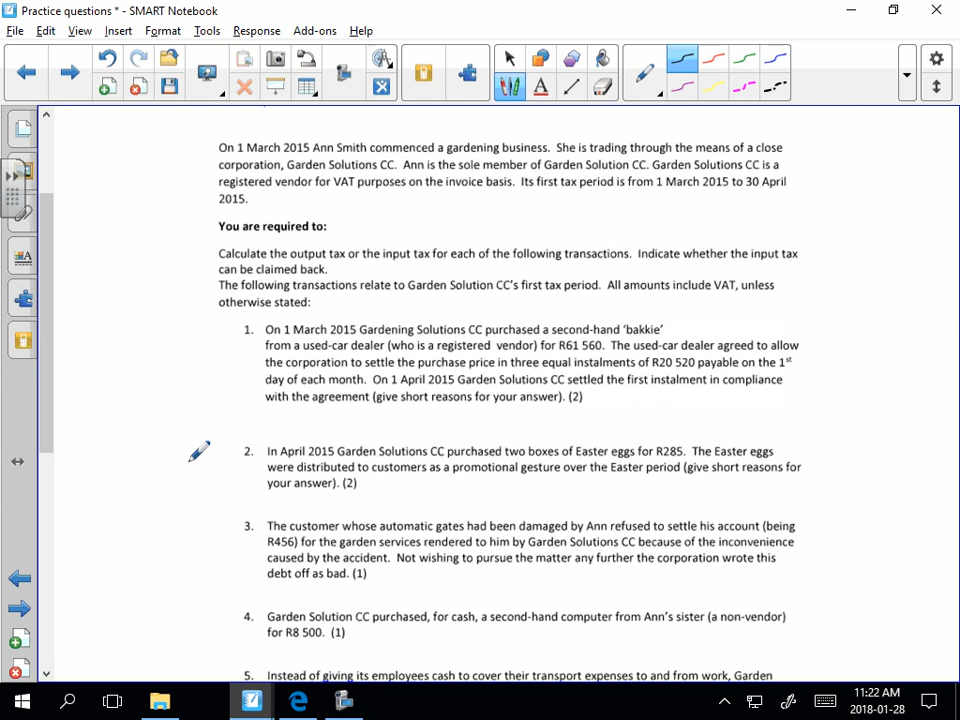 Practice questions * - SMART Notebook
File Edit View Insert Format Tools Response Add-ons Help
On 1 March 2015 Ann Smith commenced a gardening business. She is trading through the means of a close
corporation, Garden Solutions CC. Ann is the sole member of Garden Solution CC. Garden Solutions CC is a
registered vendor for VAT purposes on the invoice basis. Its first tax period is from 1 March 2015 to 30 April
2015.
You are required to:
Calculate the output tax or the input tax for each of the following transactions. Indicate whether the input tax
can be claimed back.
The following transactions relate to Garden Solution CC's first tax period. All amounts include VAT, unless
otherwise stated:
1. On 1 March 2015 Gardening Solutions CC purchased a second-hand 'bakkie'
from a used-car dealer (who is a registered vendor) for R61 560. The used-car dealer agreed to allow
the corporation to settle the purchase price in three equal instalments of R20 520 payable on the 1st
day of each month. On 1 April 2015 Garden Solutions CC settled the first instalment in compliance
with the agreement (give short reasons for your answer). (2)
2. In April 2015 Garden Solutions CC purchased two boxes of Easter eggs for R285. The Easter eggs
were distributed to customers as a promotional gesture over the Easter period (give short reasons for
your answer). (2)
3. The customer whose automatic gates had been damaged by Ann refused to settle his account (being
R456) for the garden services rendered to him by Garden Solutions CC because of the inconvenience
caused by the accident. Not wishing to pursue the matter any further the corporation wrote this
debt off as bad. (1)
4. Garden Solution CC purchased, for cash, a second-hand computer from Ann's sister (a non-vendor)
for R8 500. (1)
5. Instead of giving its employees cash to cover their transport expenses to and from work, Garden
11:22 AM
2018-01-28